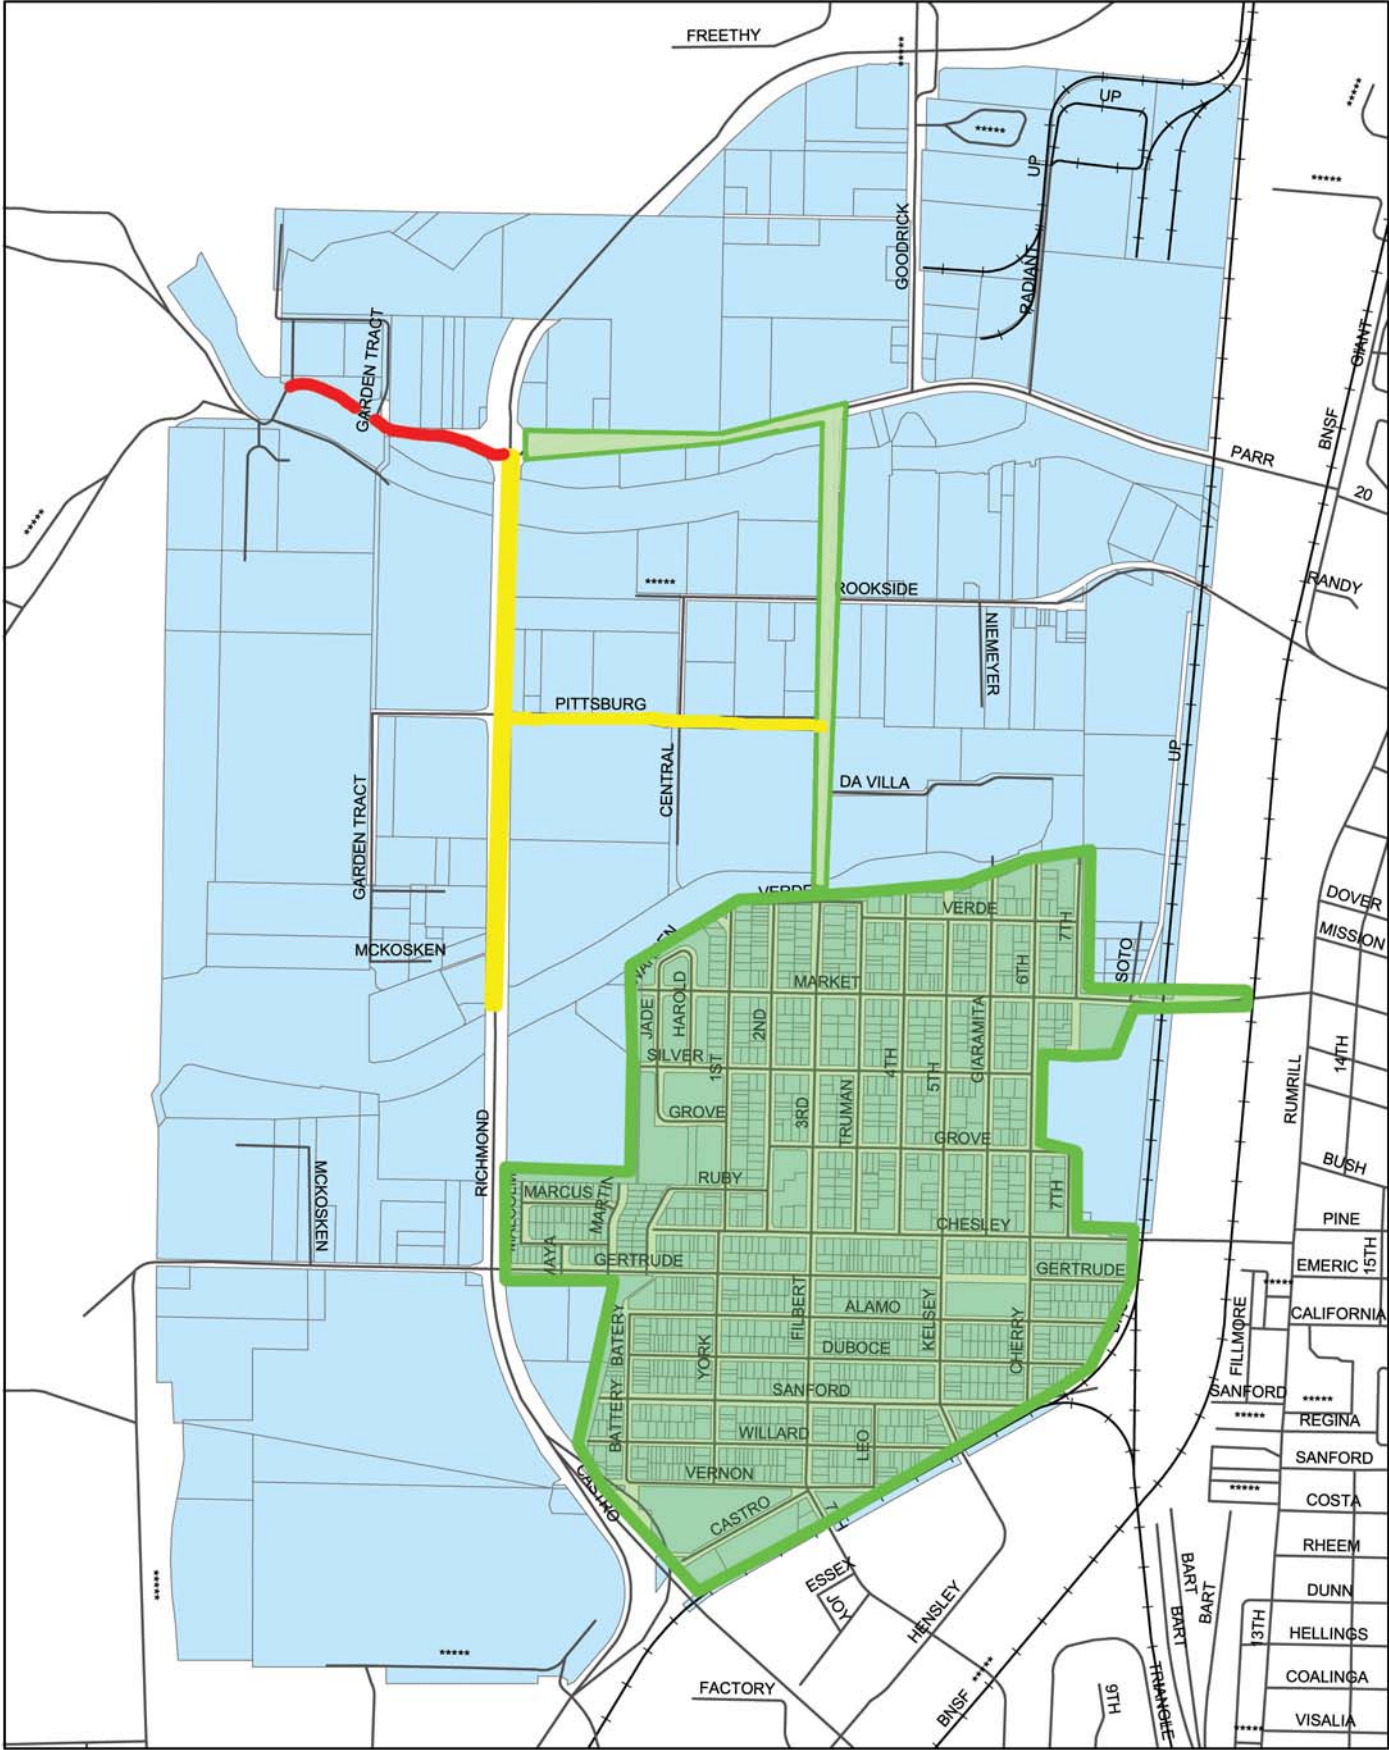 FREETHY
*****
UP
*****
*****
UP
*****
GOODRICK
RADIANT
GARDEN TRACT
GIANT
BNSF
PARR
20
*****
*****
ROOKSIDE
RANDY
NIEMEYER
PITTSBURG
UP
CENTRAL
DA VILLA
GARDEN TRACT
VERDE
VERDE
DOVER
7TH
MISSION
MCKOSKEN
SOTO
6TH
MARKET
HAROLD
JADE
2ND
GIARAMITA
SILVER
1ST
4TH
5TH
14TH
RUMRILL
GROVE
3RD
TRUMAN
GROVE
RICHMOND
BUSH
MCKOSKEN
RUBY
MARCUS
MARTIN
7TH
CHESLEY
PINE
GERTRUDE
GERTRUDE
EMERIC
15TH
*****
ALAMO
CALIFORNIA
FILBERT
KELSEY
CHERRY
FILLMORE
BATERY
YORK
DUBOCE
SANFORD
SANFORD
*****
*****
REGINA
BATTERY
WILLARD
LEO
SANFORD
VERNON
*****
COSTA
CASTRO
CASTRO
RHEEM
ESSEX
BART
BART
BART
DUNN
*****
JOY
HENSLEY
13TH
HELLINGS
*****
COALINGA
FACTORY
BNSF
*****
9TH
TRIANGLE
VISALIA
*****